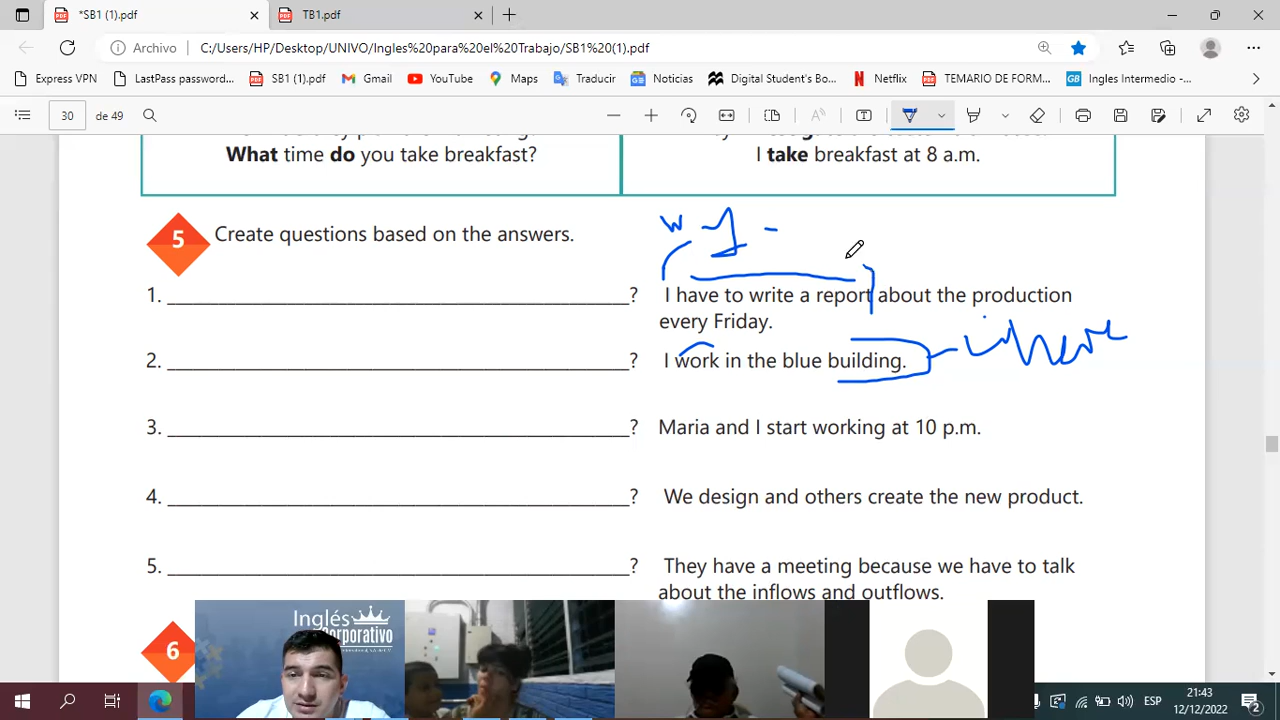 *SB1 (1).pdf
TB1.pdf
Archivo
C:/Users/HP/Desktop/UNIVO/Ingles%20para%20el%20Trabajo/SB1%20(1).pdf
Express VPN
LastPass password...
SB1 (1).pdf
Gmail
YouTube
Maps
Traducir
Noticias
Digital Student's Bo...
Netflix
TEMARIO DE FORM...
Ingles Intermedio -...
30 de 49
What time do you take breakfast?
I take breakfast at 8 a.m.
5 Create questions based on the answers.
1. ? I have to write a report about the production
every Friday.
2. ? I work in the blue building.
where
3. ? Maria and I start working at 10 p.m.
4. ? We design and others create the new product.
5. ? They have a meeting because we have to talk
about the inflows and outflows.
6
Inglés
ESP
21:43
12/12/2022
2